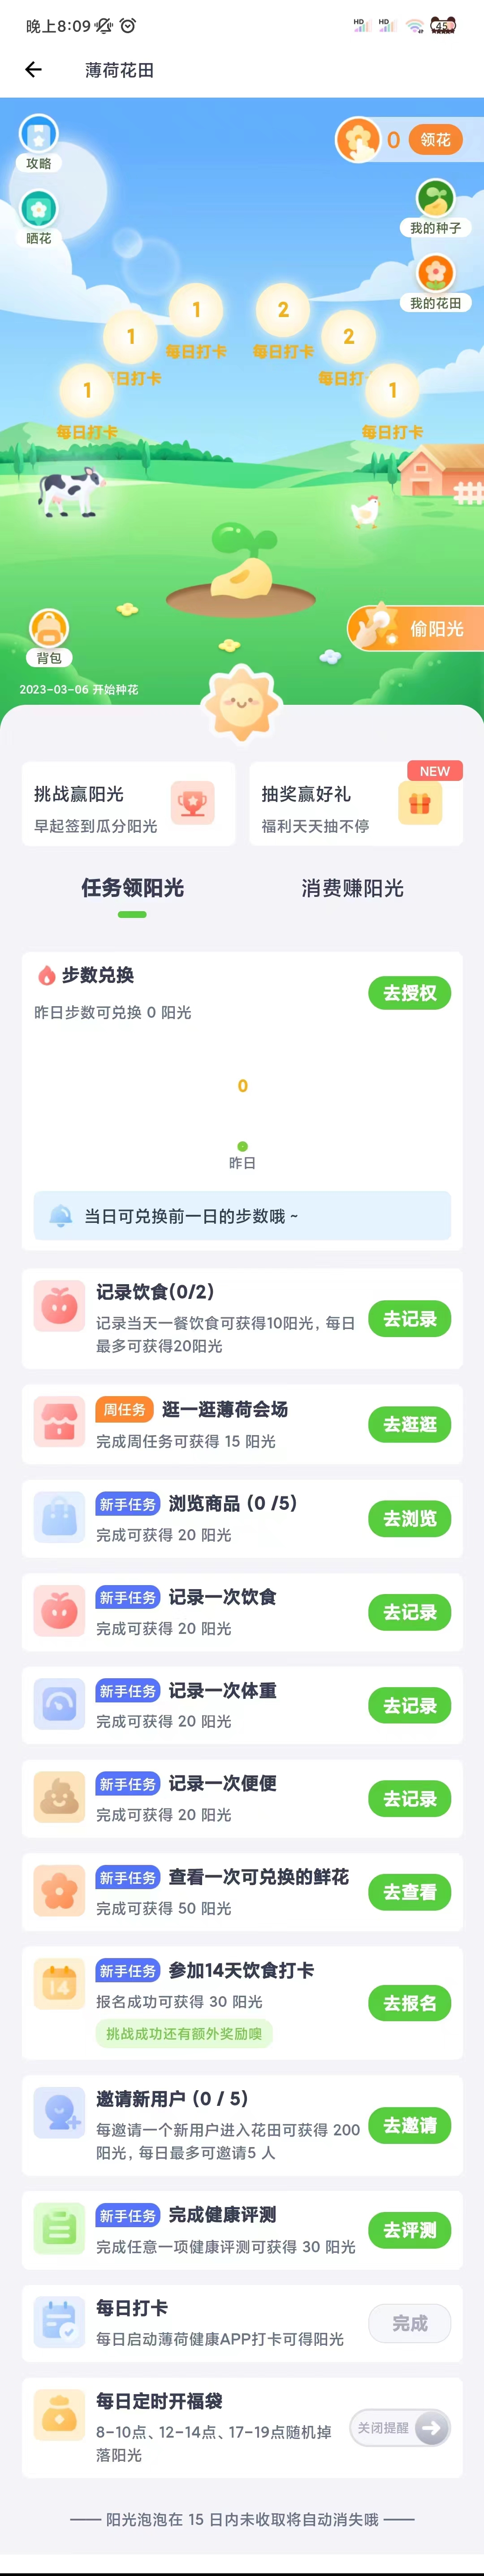 晚上8:09
HD
HD
45
薄荷花田
攻略
0
领花
晒花
我的种子
我的花田
1
每日打卡
2
每日打卡
1
日打卡
2
每日打
1
每日打卡
1
每日打卡
偷阳光
背包
2023-03-06 开始种花
挑战赢阳光
早起签到瓜分阳光
NEW
抽奖赢好礼
福利天天抽不停
任务领阳光
消费赚阳光
步数兑换
昨日步数可兑换 0 阳光
去授权
0
昨日
当日可兑换前一日的步数哦 ~
记录饮食(0/2)
记录当天一餐饮食可获得10阳光, 每日
最多可获得20阳光
去记录
周任务 逛一逛薄荷会场
完成周任务可获得 15 阳光
去逛逛
新手任务 浏览商品 (0 /5)
完成可获得 20 阳光
去浏览
新手任务 记录一次饮食
完成可获得 20 阳光
去记录
新手任务 记录一次体重
完成可获得 20 阳光
去记录
新手任务 记录一次便便
完成可获得 20 阳光
去记录
新手任务 查看一次可兑换的鲜花
完成可获得 50 阳光
去查看
14
新手任务 参加14天饮食打卡
报名成功可获得 30 阳光
挑战成功还有额外奖励噢
去报名
邀请新用户 (0 / 5)
每邀请一个新用户进入花田可获得 200
阳光, 每日最多可邀请5 人
去邀请
新手任务 完成健康评测
完成任意一项健康评测可获得 30 阳光
去评测
每日打卡
每日启动薄荷健康APP打卡可得阳光
完成
每日定时开福袋
8-10点、12-14点、17-19点随机掉
落阳光
关闭提醒
阳光泡泡在 15 日内未收取将自动消失哦